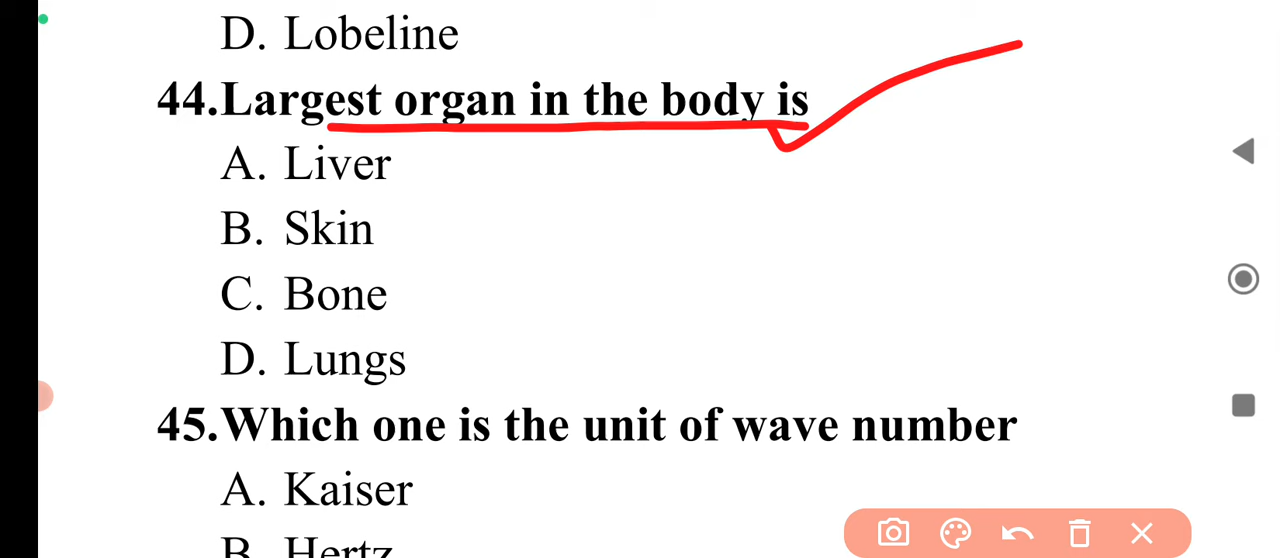 D. Lobeline
44.Largest organ in the body is
A. Liver
B. Skin
C. Bone
D. Lungs
45.Which one is the unit of wave number
A. Kaiser
B. Hertz